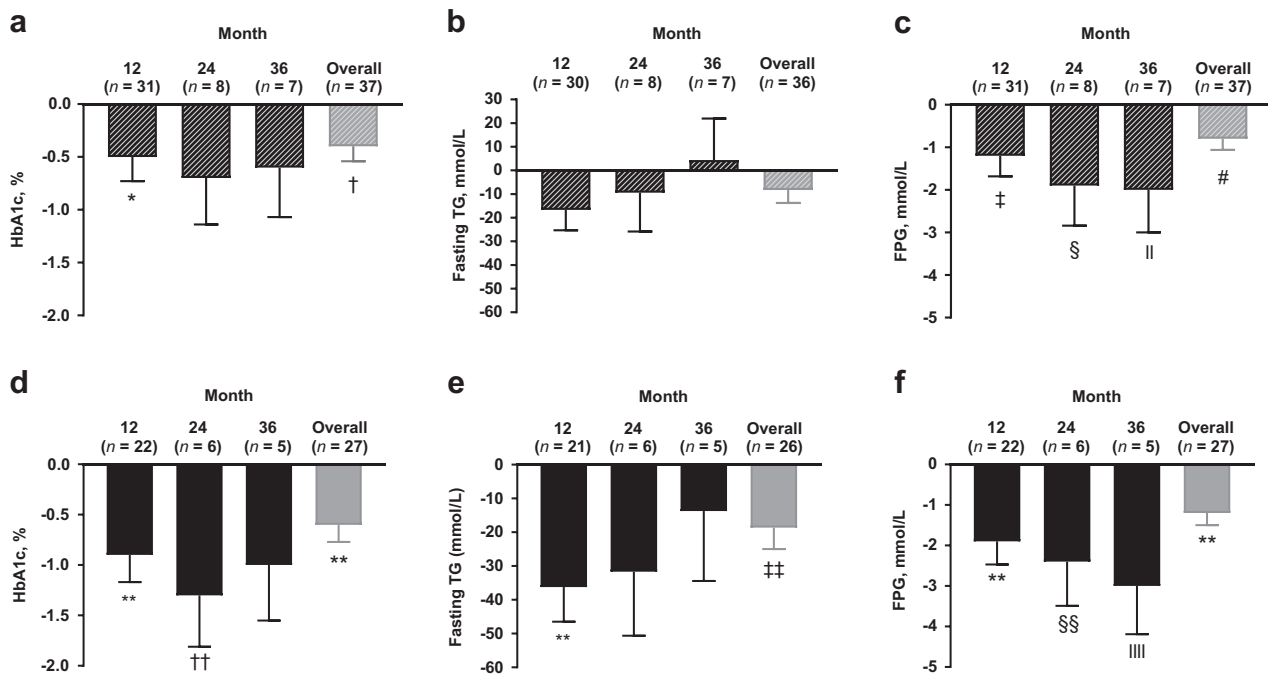 a
Month
12 24 36 Overall
(n = 31) (n = 8) (n = 7) (n = 37)
0.0
-0.5
-1.0
-1.5
-2.0
HbA1c, %
*
†
b
Month
12 24 36 Overall
(n = 30) (n = 8) (n = 7) (n = 36)
30
20
10
0
-10
-20
-30
-40
-50
-60
Fasting TG, mmol/L
c
Month
12 24 36 Overall
(n = 31) (n = 8) (n = 7) (n = 37)
0
-1
-2
-3
-4
-5
FPG, mmol/L
‡
§
||
#
d
Month
12 24 36 Overall
(n = 22) (n = 6) (n = 5) (n = 27)
0.0
-0.5
-1.0
-1.5
-2.0
HbA1c, %
**
††
**
e
Month
12 24 36 Overall
(n = 21) (n = 6) (n = 5) (n = 26)
0
-10
-20
-30
-40
-50
-60
Fasting TG (mmol/L)
**
‡‡
f
Month
12 24 36 Overall
(n = 22) (n = 6) (n = 5) (n = 27)
0
-1
-2
-3
-4
-5
FPG, mmol/L
**
§§
||||
**